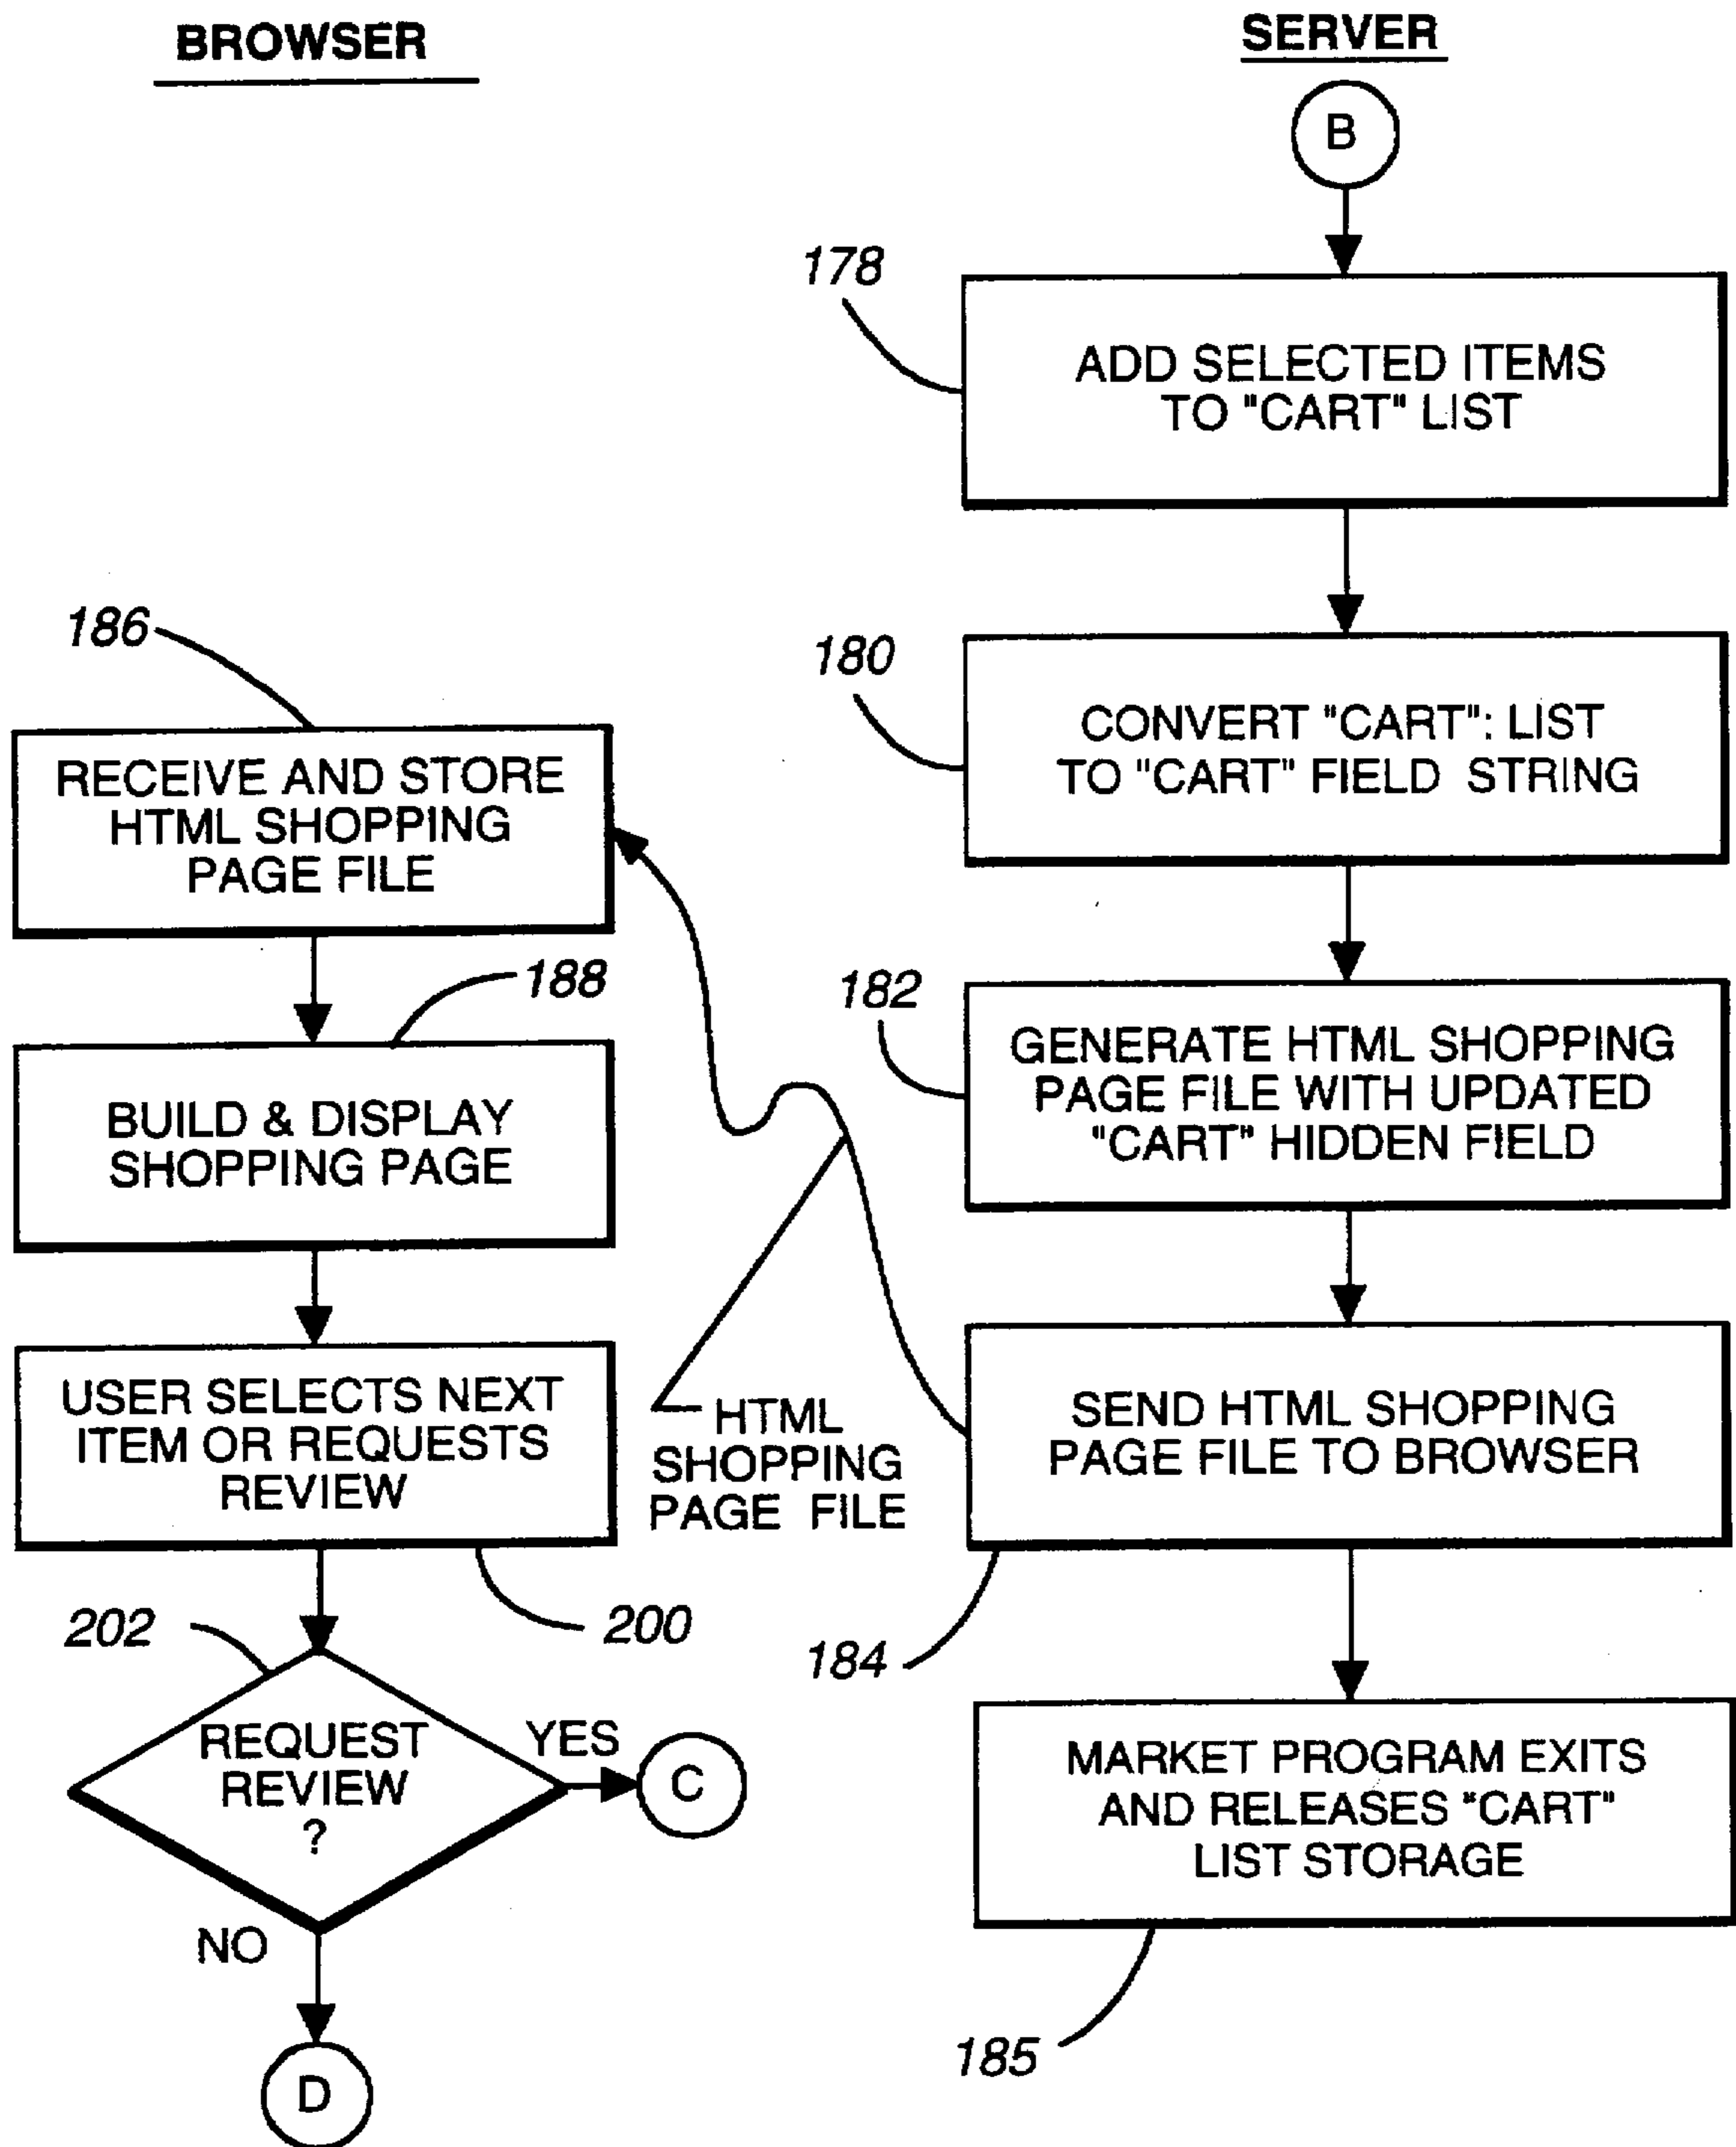 BROWSER
SERVER
B
178
ADD SELECTED ITEMS
TO "CART" LIST
186
180
CONVERT "CART": LIST
TO "CART" FIELD STRING
RECEIVE AND STORE
HTML SHOPPING
PAGE FILE
188
182
GENERATE HTML SHOPPING
PAGE FILE WITH UPDATED
"CART" HIDDEN FIELD
BUILD & DISPLAY
SHOPPING PAGE
USER SELECTS NEXT
ITEM OR REQUESTS
REVIEW
HTML
SHOPPING
PAGE FILE
SEND HTML SHOPPING
PAGE FILE TO BROWSER
202
200
184
REQUEST
REVIEW
?
YES
C
MARKET PROGRAM EXITS
AND RELEASES "CART"
LIST STORAGE
NO
185
D